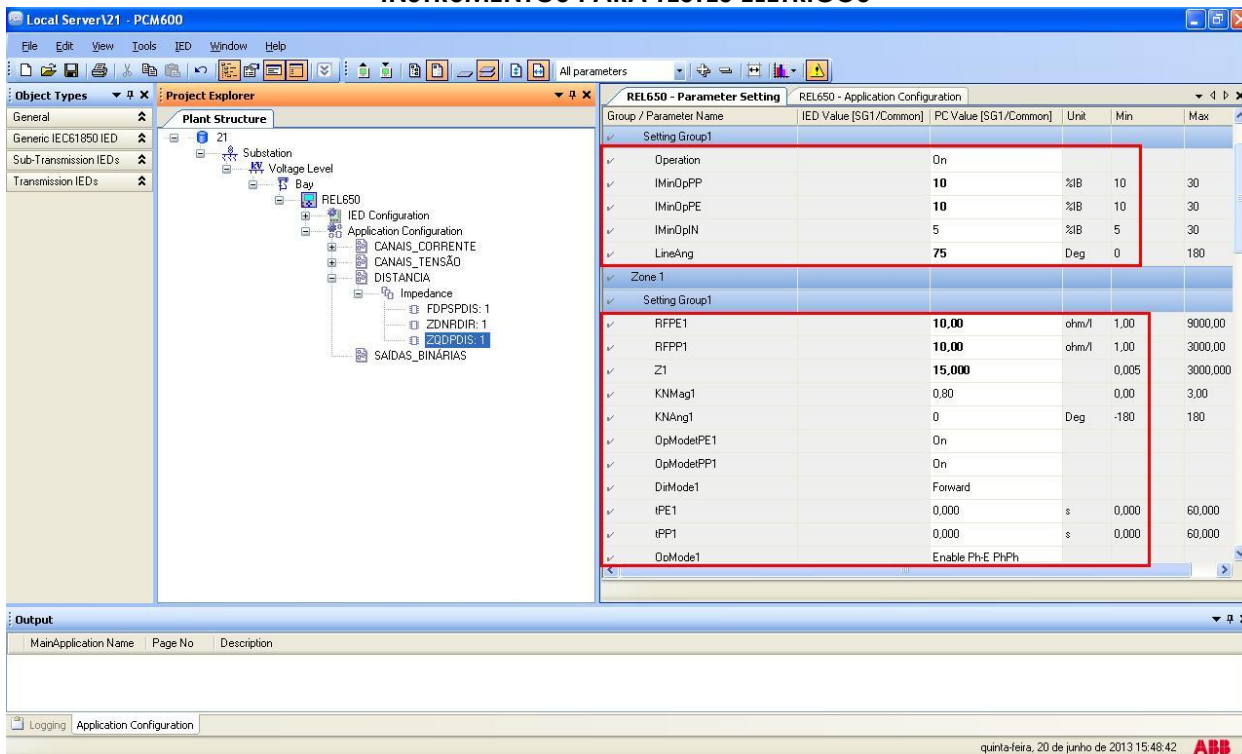 INSTRUMENTOS PARA TESTES ELÉTRICOS
Local Server\21 - PCM600
File Edit View Tools IED Window Help
All parameters
Object Types
General
Generic IEC61850 IED
Sub-Transmission IEDs
Transmission IEDs
Project Explorer
Plant Structure
21
Substation
Voltage Level
Bay
REL650
IED Configuration
Application Configuration
CANAIS_CORRENTE
CANAIS_TENSÃO
DISTANCIA
Impedance
FDPSPDIS: 1
ZDNRDIR: 1
ZQDPDIS: 1
SAÍDAS_BINÁRIAS
REL650 - Parameter Setting REL650 - Application Configuration
Group / Parameter Name IED Value [SG1/Common] PC Value [SG1/Common] Unit Min Max
Setting Group1
Operation On
IMinOpPP 10 %IB 10 30
IMinOpPE 10 %IB 10 30
IMinOpIN 5 %IB 5 30
LineAng 75 Deg 0 180
Zone 1
Setting Group1
RFPE1 10,00 ohm/l 1,00 9000,00
RFPP1 10,00 ohm/l 1,00 3000,00
Z1 15,000 0,005 3000,000
KNMag1 0,80 0,00 3,00
KNAng1 0 Deg -180 180
OpModetPE1 On
OpModetPP1 On
DirMode1 Forward
tPE1 0,000 s 0,000 60,000
tPP1 0,000 s 0,000 60,000
OpMode1 Enable Ph-E PhPh
Output
MainApplication Name Page No Description
Logging Application Configuration
quinta-feira, 20 de junho de 2013 15:48:42 ABB